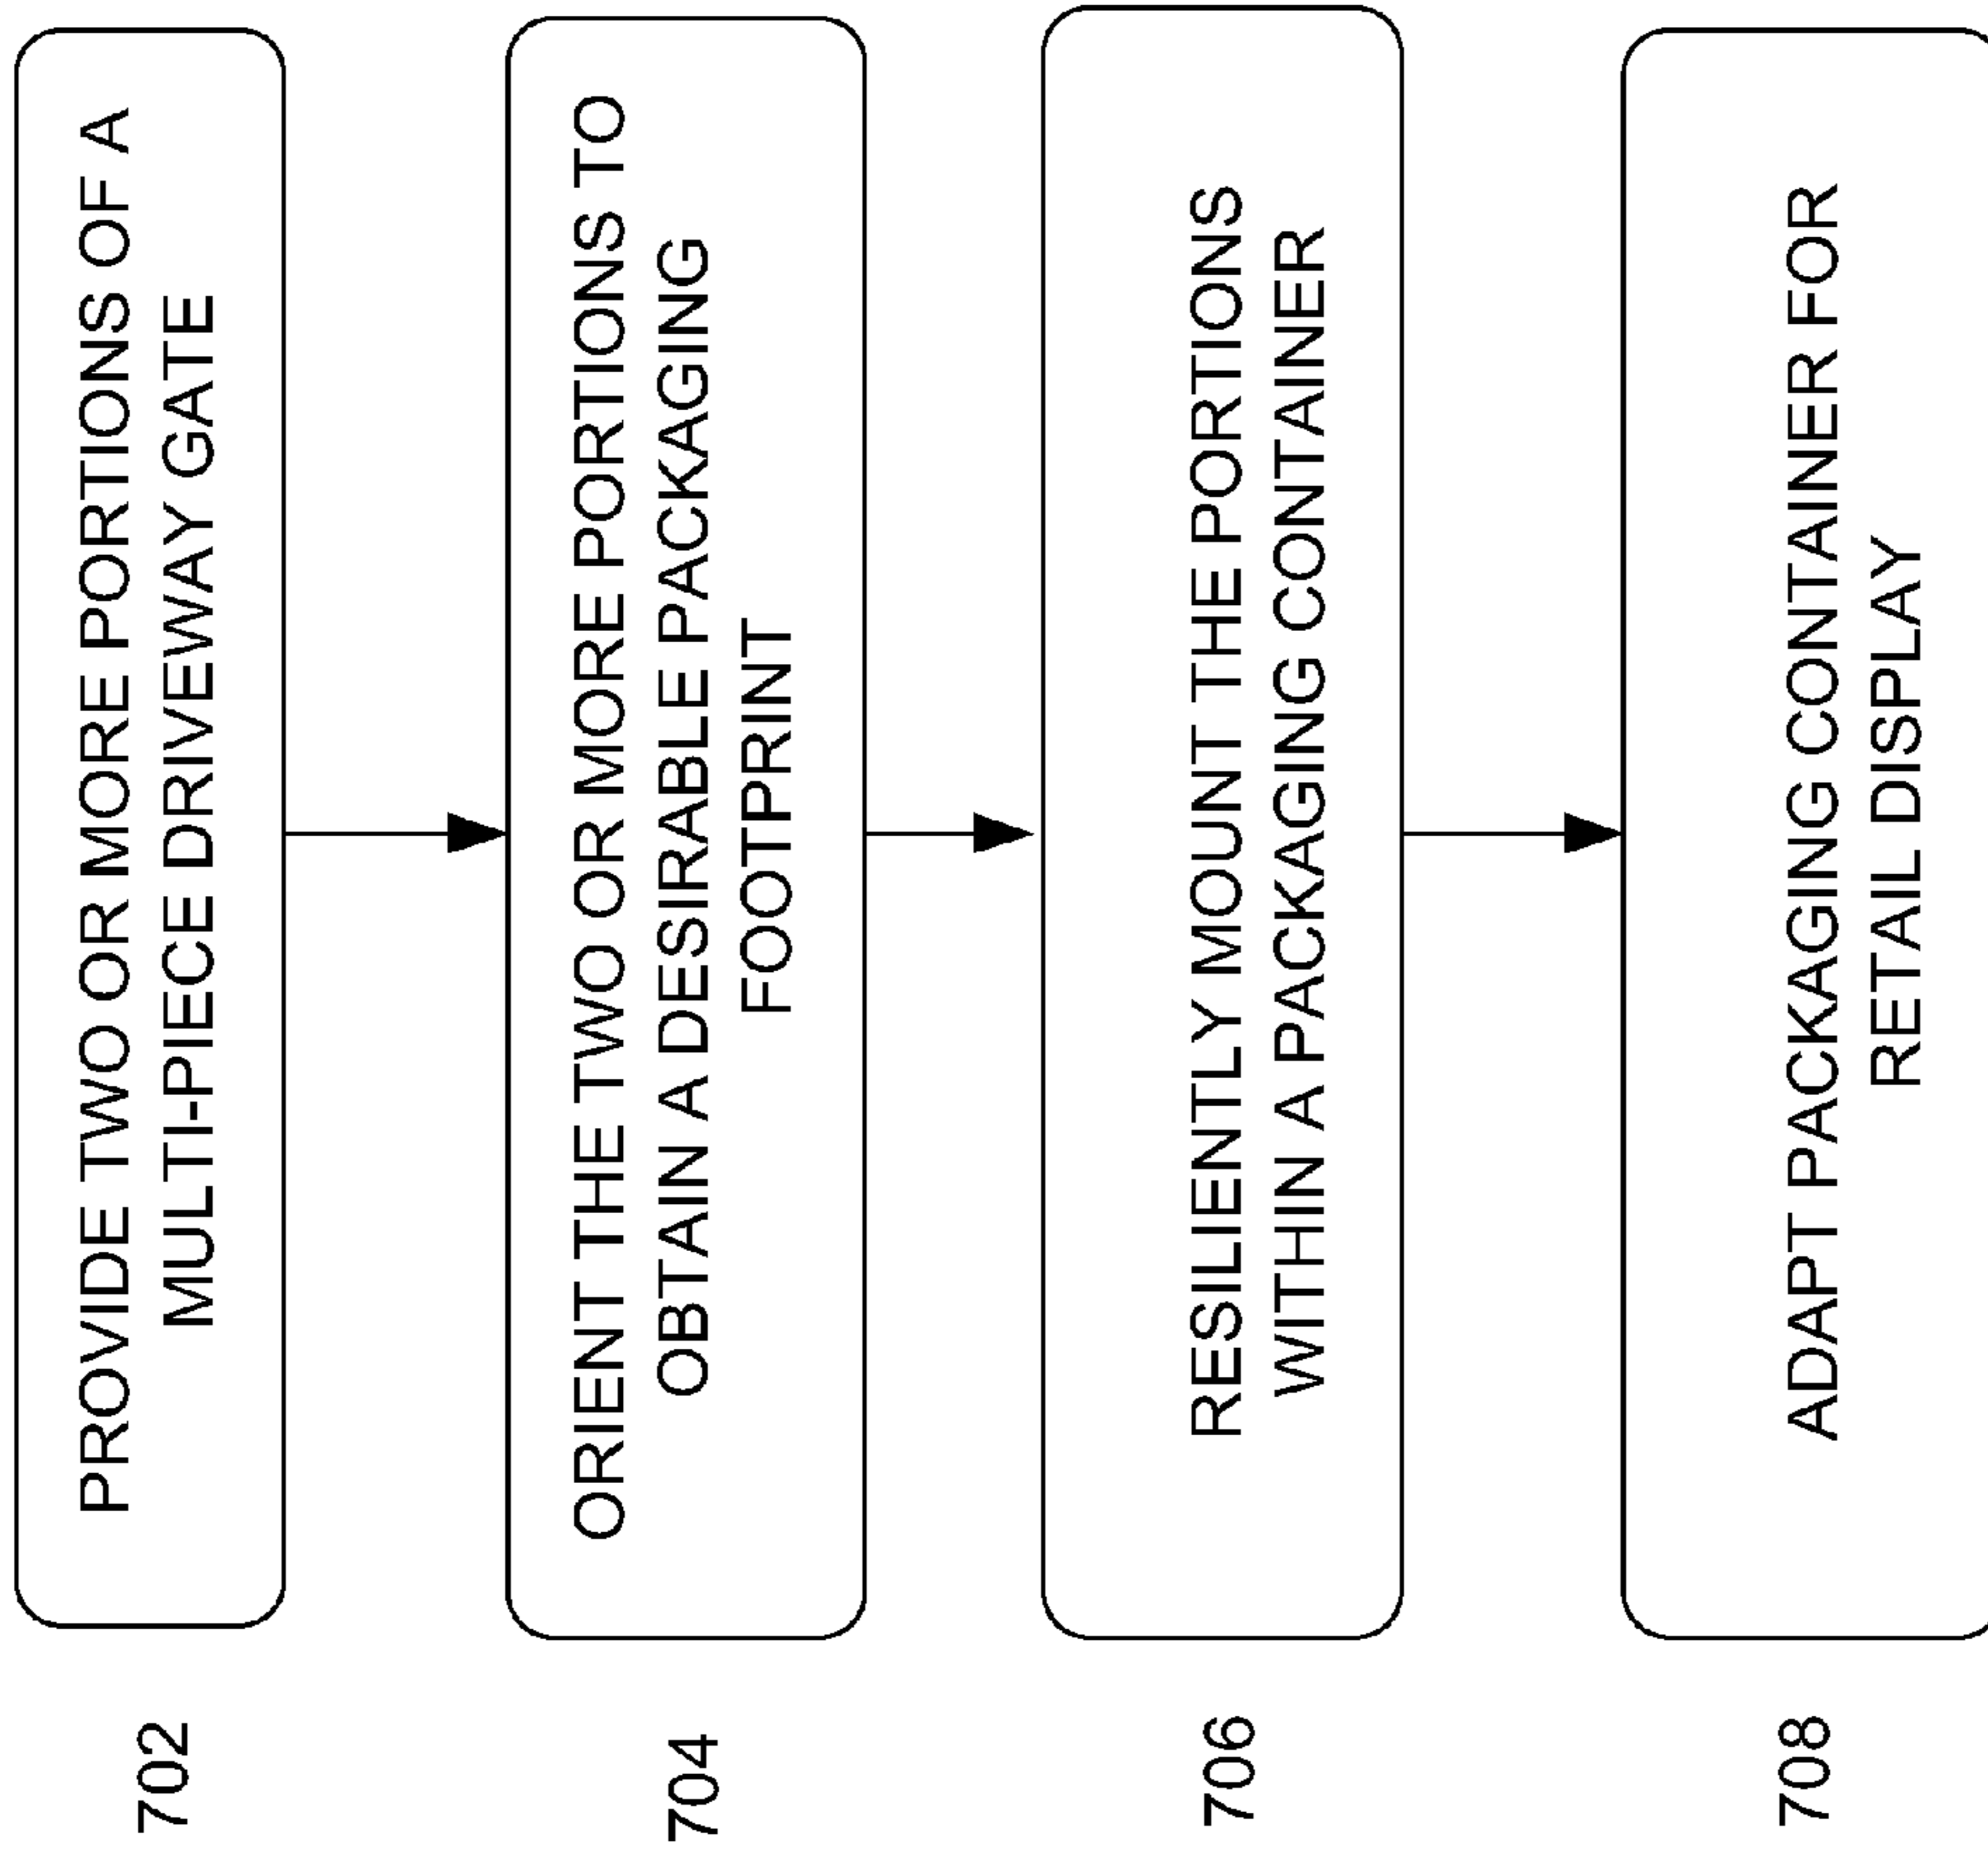 702
PROVIDE TWO OR MORE PORTIONS OF A
MULTI-PIECE DRIVEWAY GATE
704
ORIENT THE TWO OR MORE PORTIONS TO
OBTAIN A DESIRABLE PACKAGING
FOOTPRINT
706
RESILIENTLY MOUNT THE PORTIONS
WITHIN A PACKAGING CONTAINER
708
ADAPT PACKAGING CONTAINER FOR
RETAIL DISPLAY